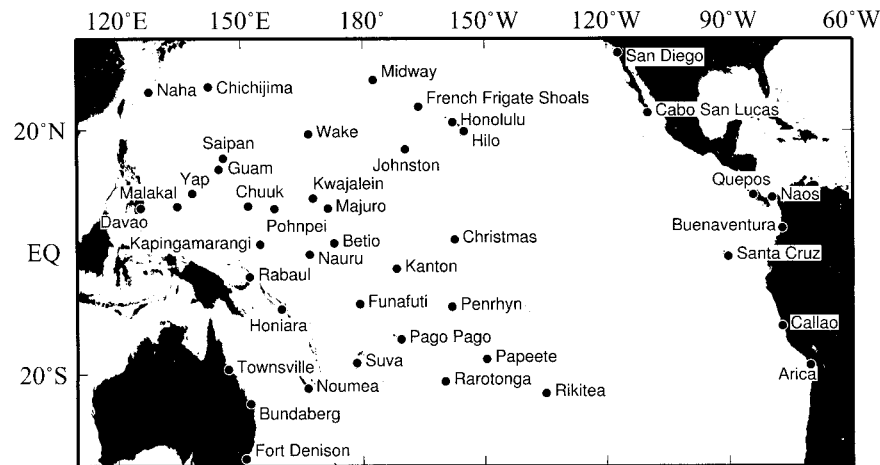 120°E 150°E 180° 150°W 120°W 90°W 60°W
San Diego
Midway
Naha
Chichijima
French Frigate Shoals
Cabo San Lucas
Honolulu
20°N
Wake
Hilo
Saipan
Johnston
Guam
Yap
Kwajalein
Quepos
Malakal
Chuuk
Naos
Davao
Majuro
Pohnpei
Buenaventura
Kapingamarangi
Betio
Christmas
EQ
Nauru
Santa Cruz
Kanton
Rabaul
Funafuti
Penrhyn
Honiara
Callao
Pago Pago
Suva
Papeete
Townsville
Arica
20°S
Noumea
Rarotonga
Rikitea
Bundaberg
Fort Denison